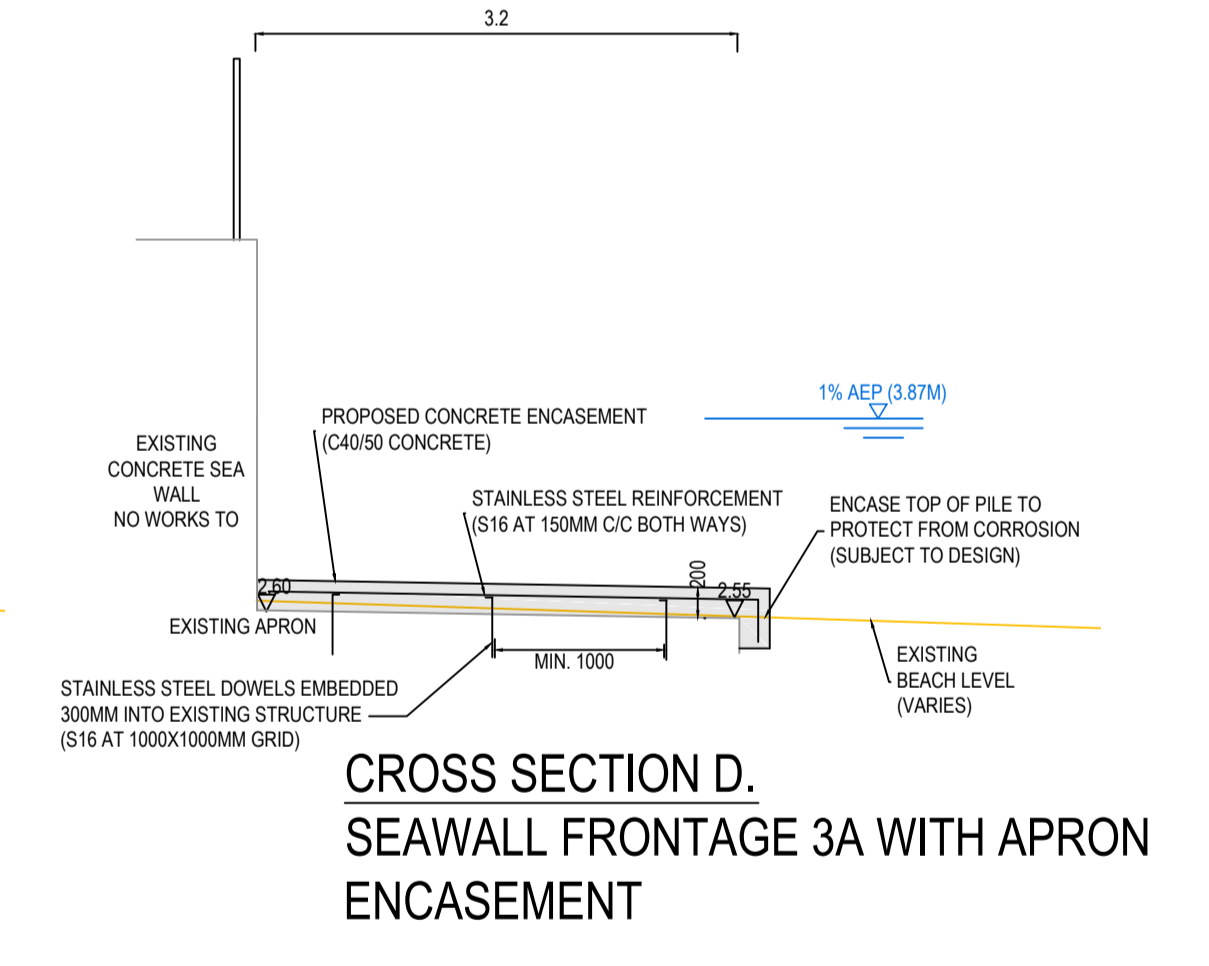 3.2
1% AEP (3.87M)
PROPOSED CONCRETE ENCASEMENT
(C40/50 CONCRETE)
EXISTING
CONCRETE SEA
WALL
NO WORKS TO
STAINLESS STEEL REINFORCEMENT
(S16 AT 150MM C/C BOTH WAYS)
ENCASE TOP OF PILE TO
PROTECT FROM CORROSION
(SUBJECT TO DESIGN)
2.60
200
2.55
EXISTING APRON
MIN. 1000
EXISTING
BEACH LEVEL
(VARIES)
STAINLESS STEEL DOWELS EMBEDDED
300MM INTO EXISTING STRUCTURE
(S16 AT 1000X1000MM GRID)
CROSS SECTION D.
SEAWALL FRONTAGE 3A WITH APRON
ENCASEMENT